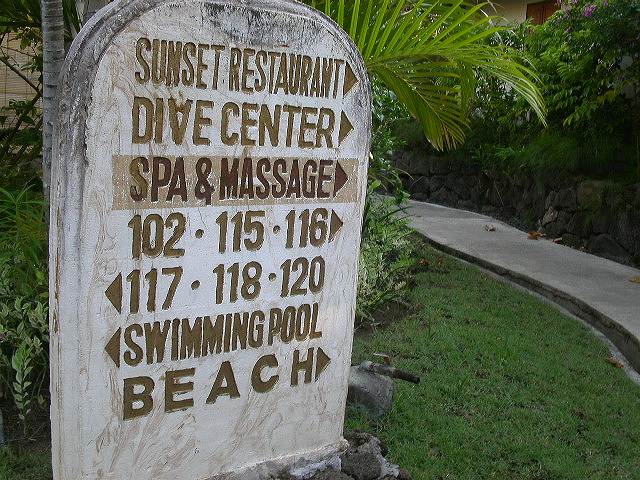 SUNSET RESTAURANT
DIVE CENTER
SPA & MASSAGE
102 · 115 · 116
117 · 118 · 120
SWIMMING POOL
BEACH